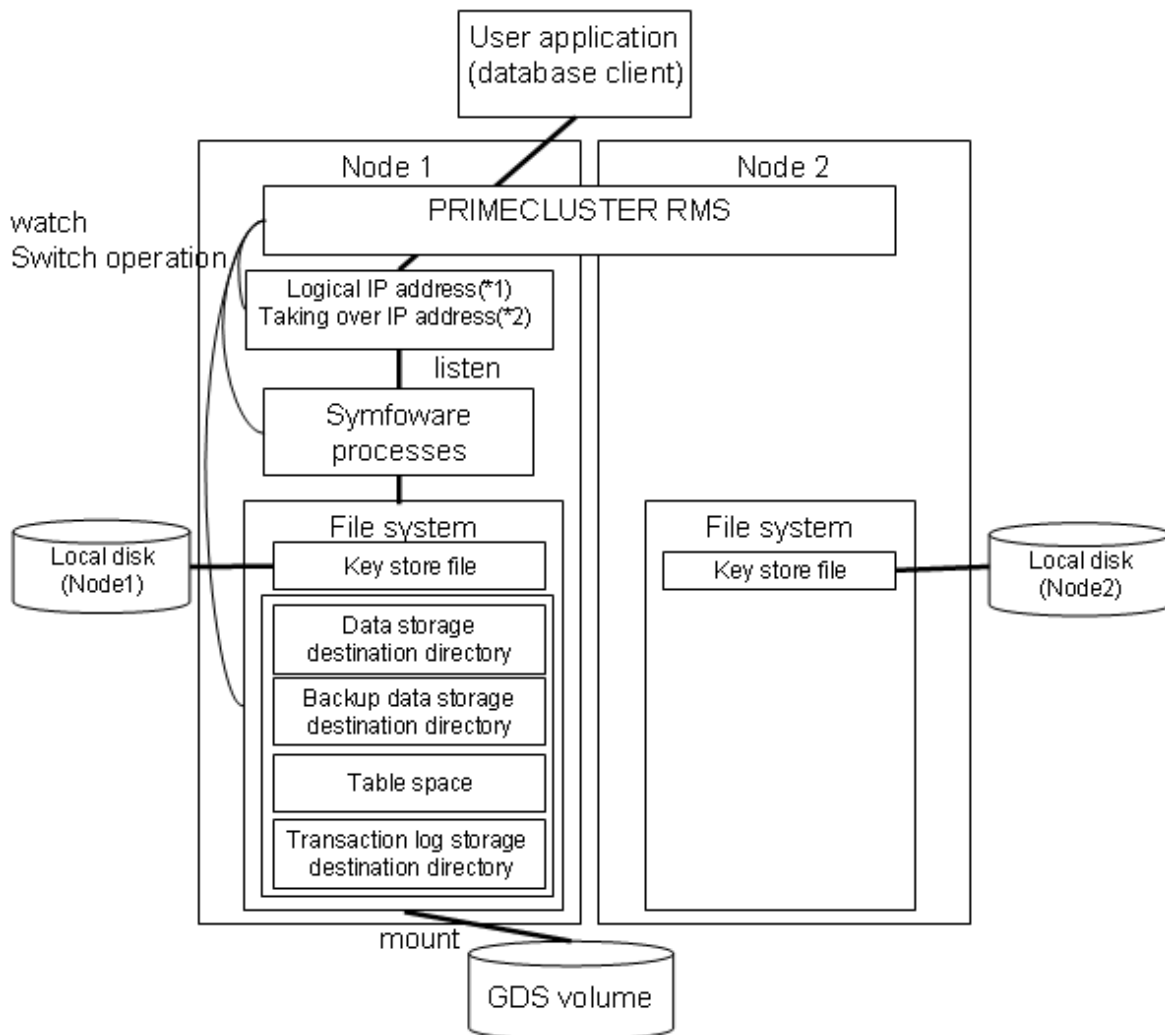 User application
(database client)
Node 1
Node 2
PRIMECLUSTER RMS
watch
Switch operation
Logical IP address(*1)
Taking over IP address(*2)
listen
Symfoware
processes
File system
File system
Local disk
(Node1)
Key store file
Key store file
Local disk
(Node2)
Data storage
destination directory
Backup data storage
destination directory
Table space
Transaction log storage
destination directory
mount
GDS volume